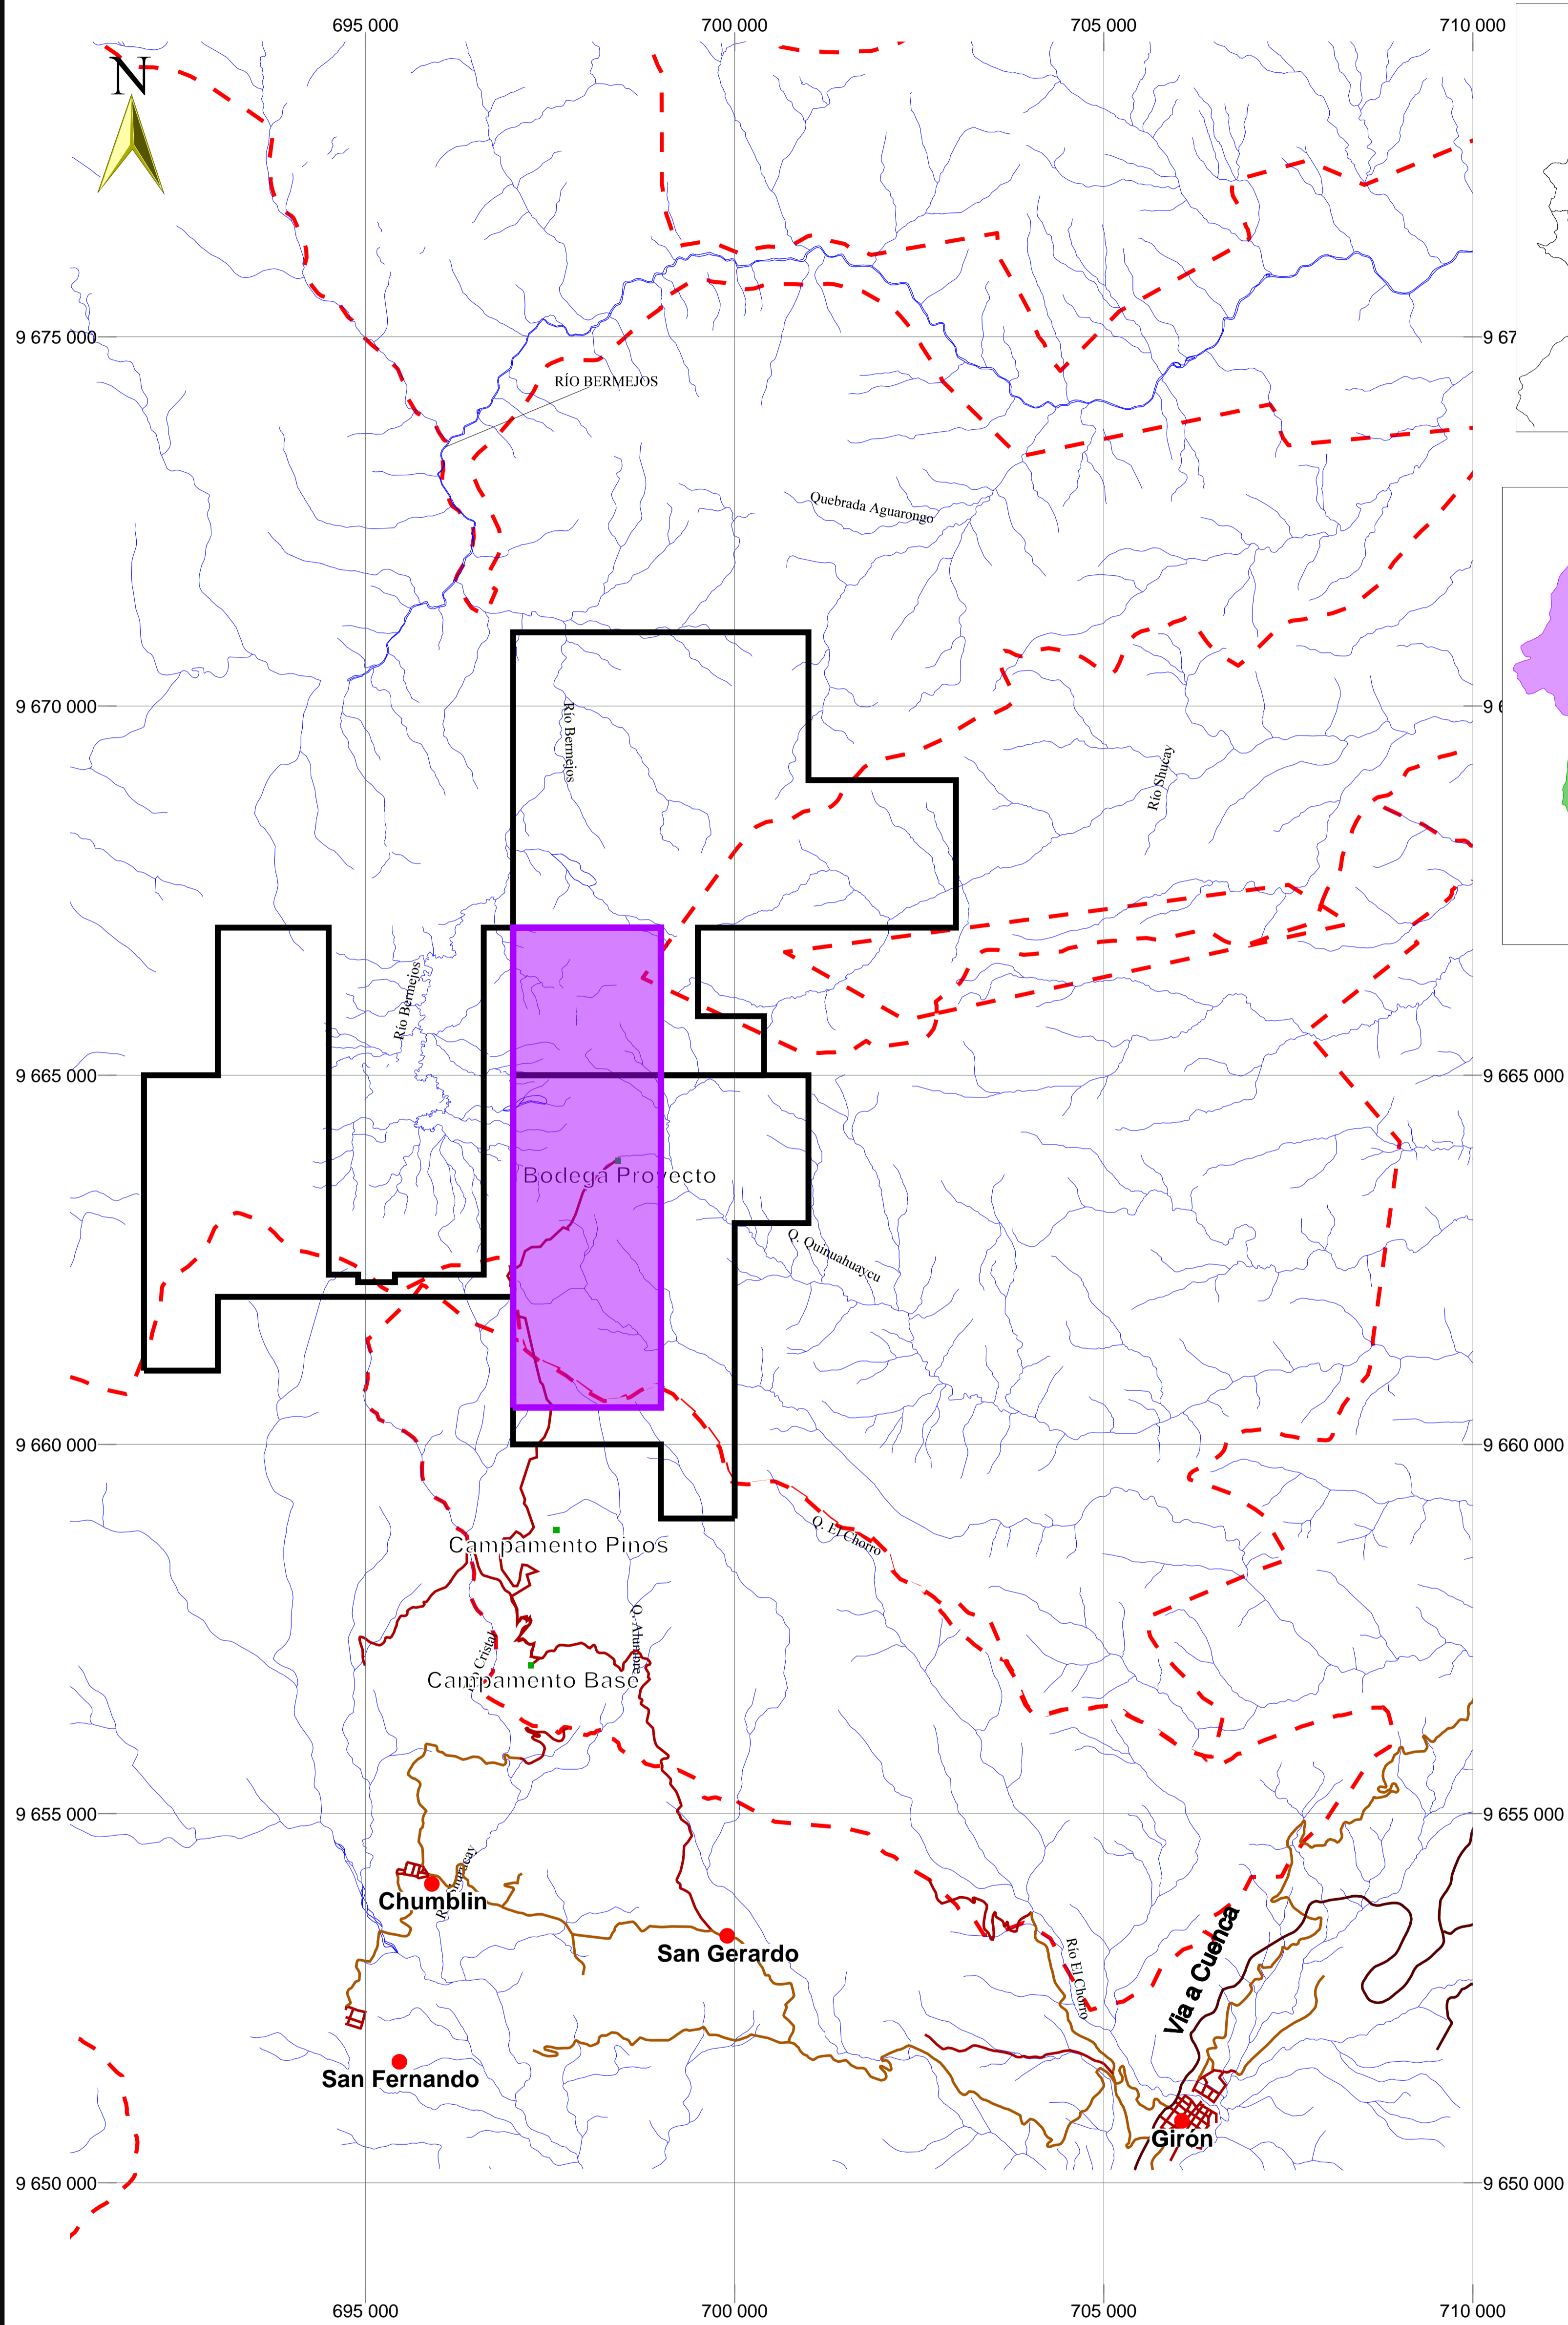 695 000
700 000
705 000
710 000
N
9 675 000
9 67
RÍO BERMEJOS
Quebrada Aguarongo
9 670 000
Río Bermejos
Río Shucay
Río Bermejos
9 665 000
9 665 000
Bodega Proyecto
Q. Quinuahuaycu
9 660 000
9 660 000
Q. El Chorro
Campamento Pinos
Q. Alumbre
Cristal
Campamento Base
9 655 000
9 655 000
Chumblin
San Gerardo
Via a Cuenca
Río El Chorro
San Fernando
Girón
9 650 000
9 650 000
695 000
700 000
705 000
710 000